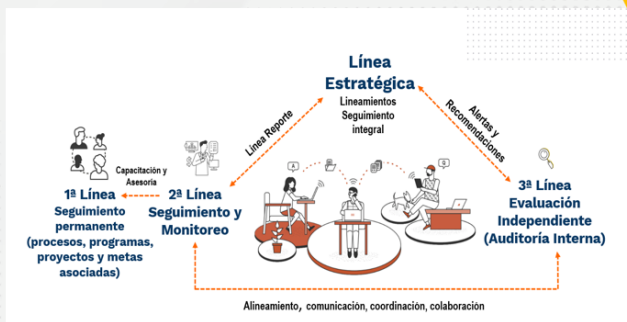 Línea
Estratégica
Lineamientos
Seguimiento
integral
Línea Reporte
Alertas y
Recomendaciones
Capacitación y
Asesoria
1ª Línea
Seguimiento
permanente
(procesos, programas,
proyectos y metas
asociadas)
2ª Línea
Seguimiento y
Monitoreo
A
3ª Línea
Evaluación
Independiente
(Auditoría Interna)
Alineamiento, comunicación, coordinación, colaboración